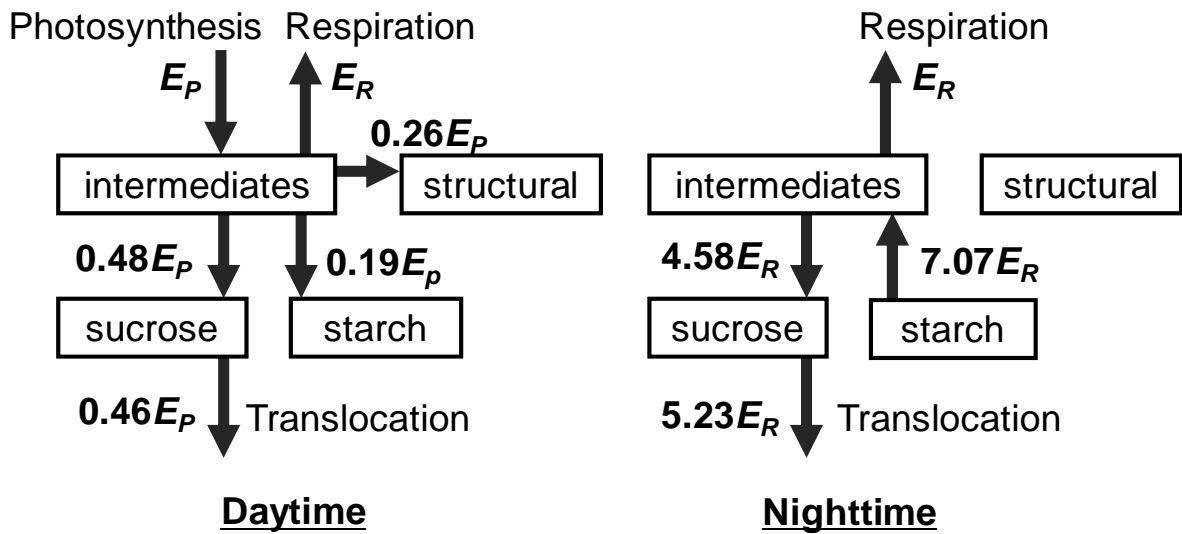 Photosynthesis Respiration
E_P E_R
0.26E_P
intermediates structural
0.48E_P 0.19E_p
sucrose starch
0.46E_P Translocation
Daytime
Respiration
E_R
intermediates structural
4.58E_R 7.07E_R
sucrose starch
5.23E_R Translocation
Nighttime